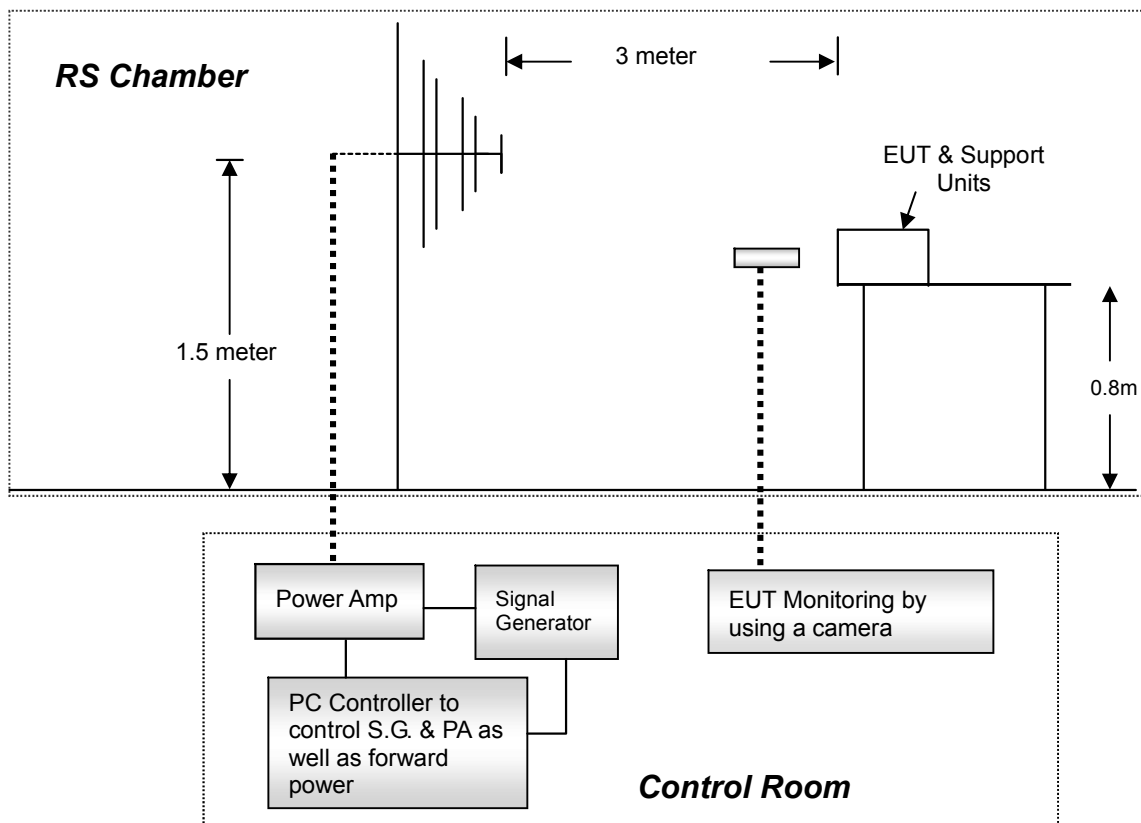 RS Chamber
3 meter
EUT & Support
Units
1.5 meter
0.8m
Power Amp
Signal
Generator
EUT Monitoring by
using a camera
PC Controller to
control S.G. & PA as
well as forward
power
Control Room